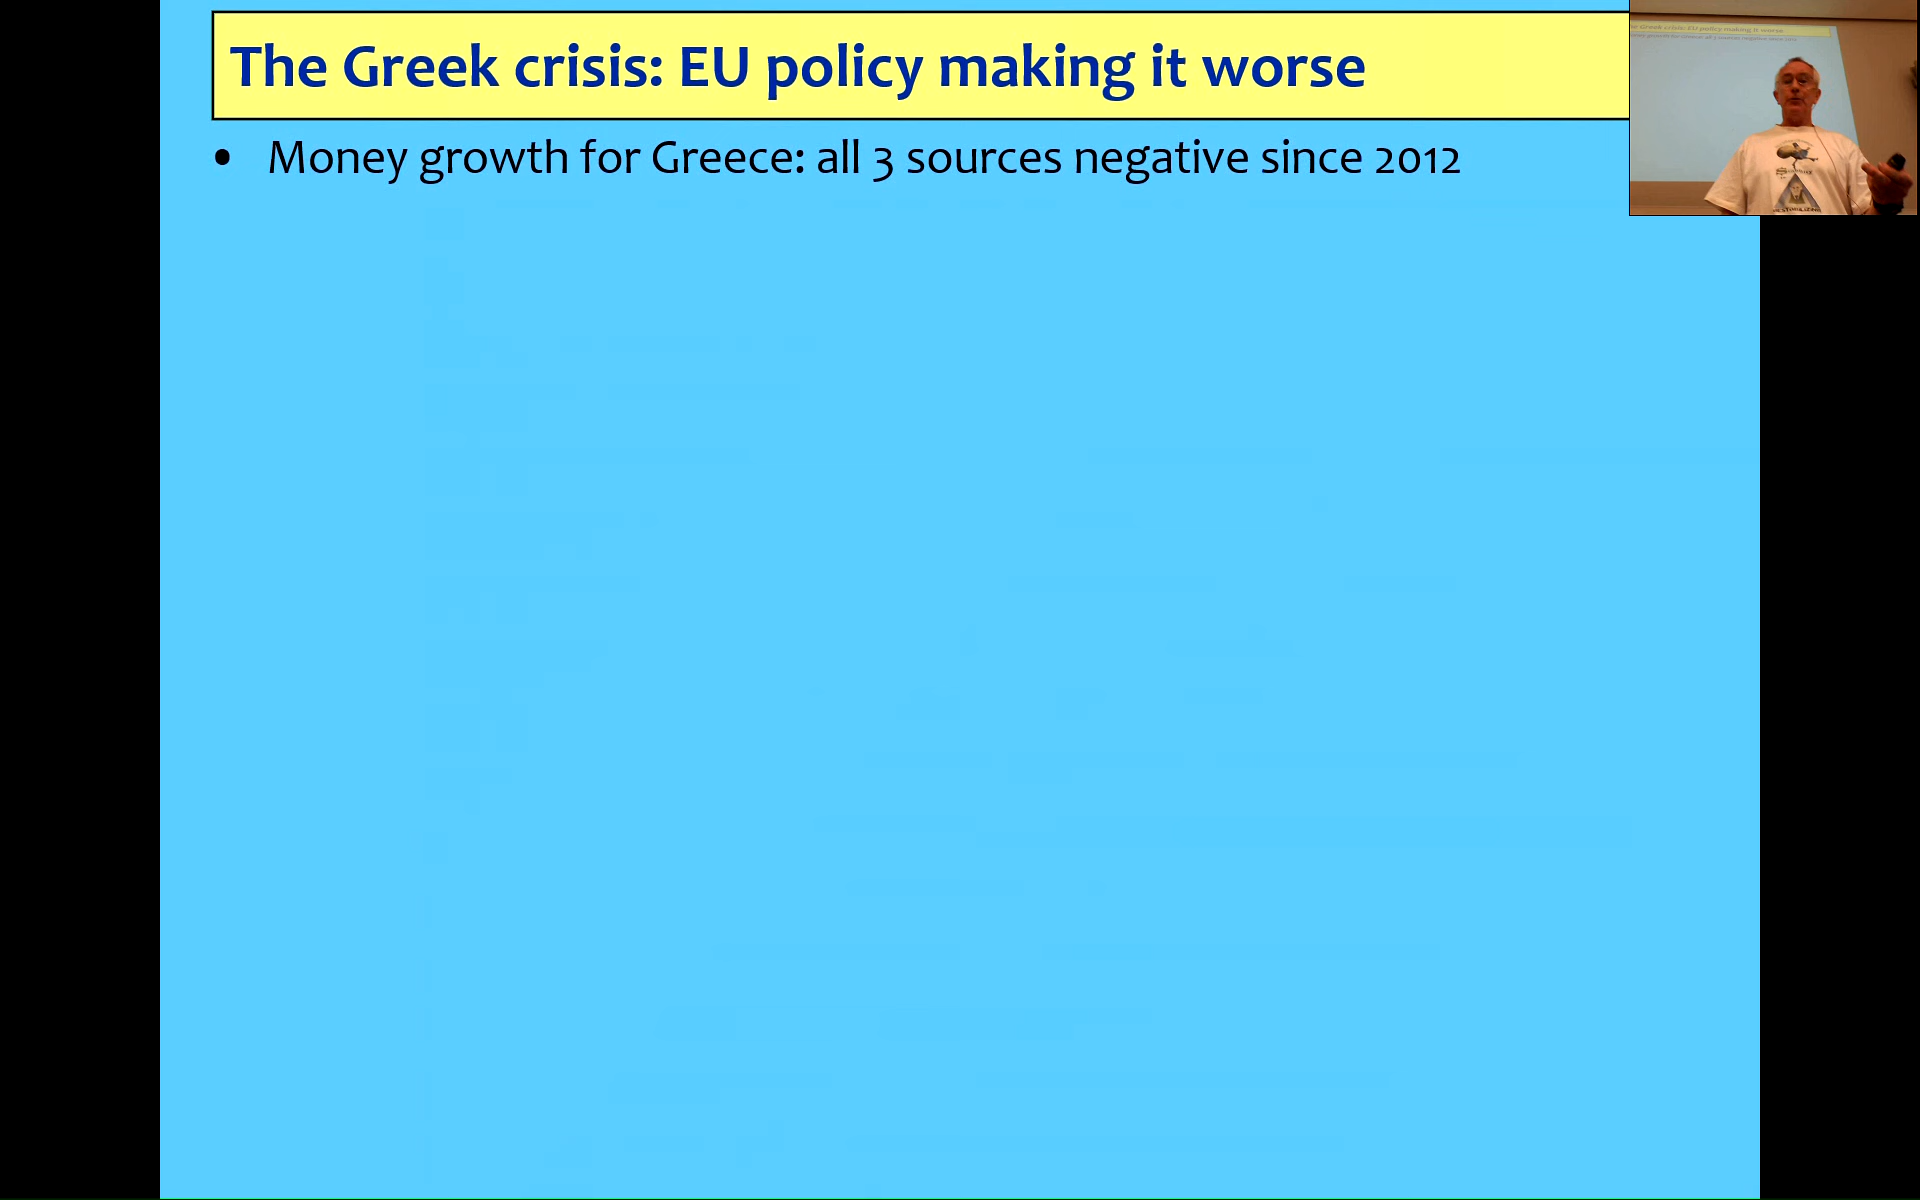 The Greek crisis: EU policy making it worse
• Money growth for Greece: all 3 sources negative since 2012